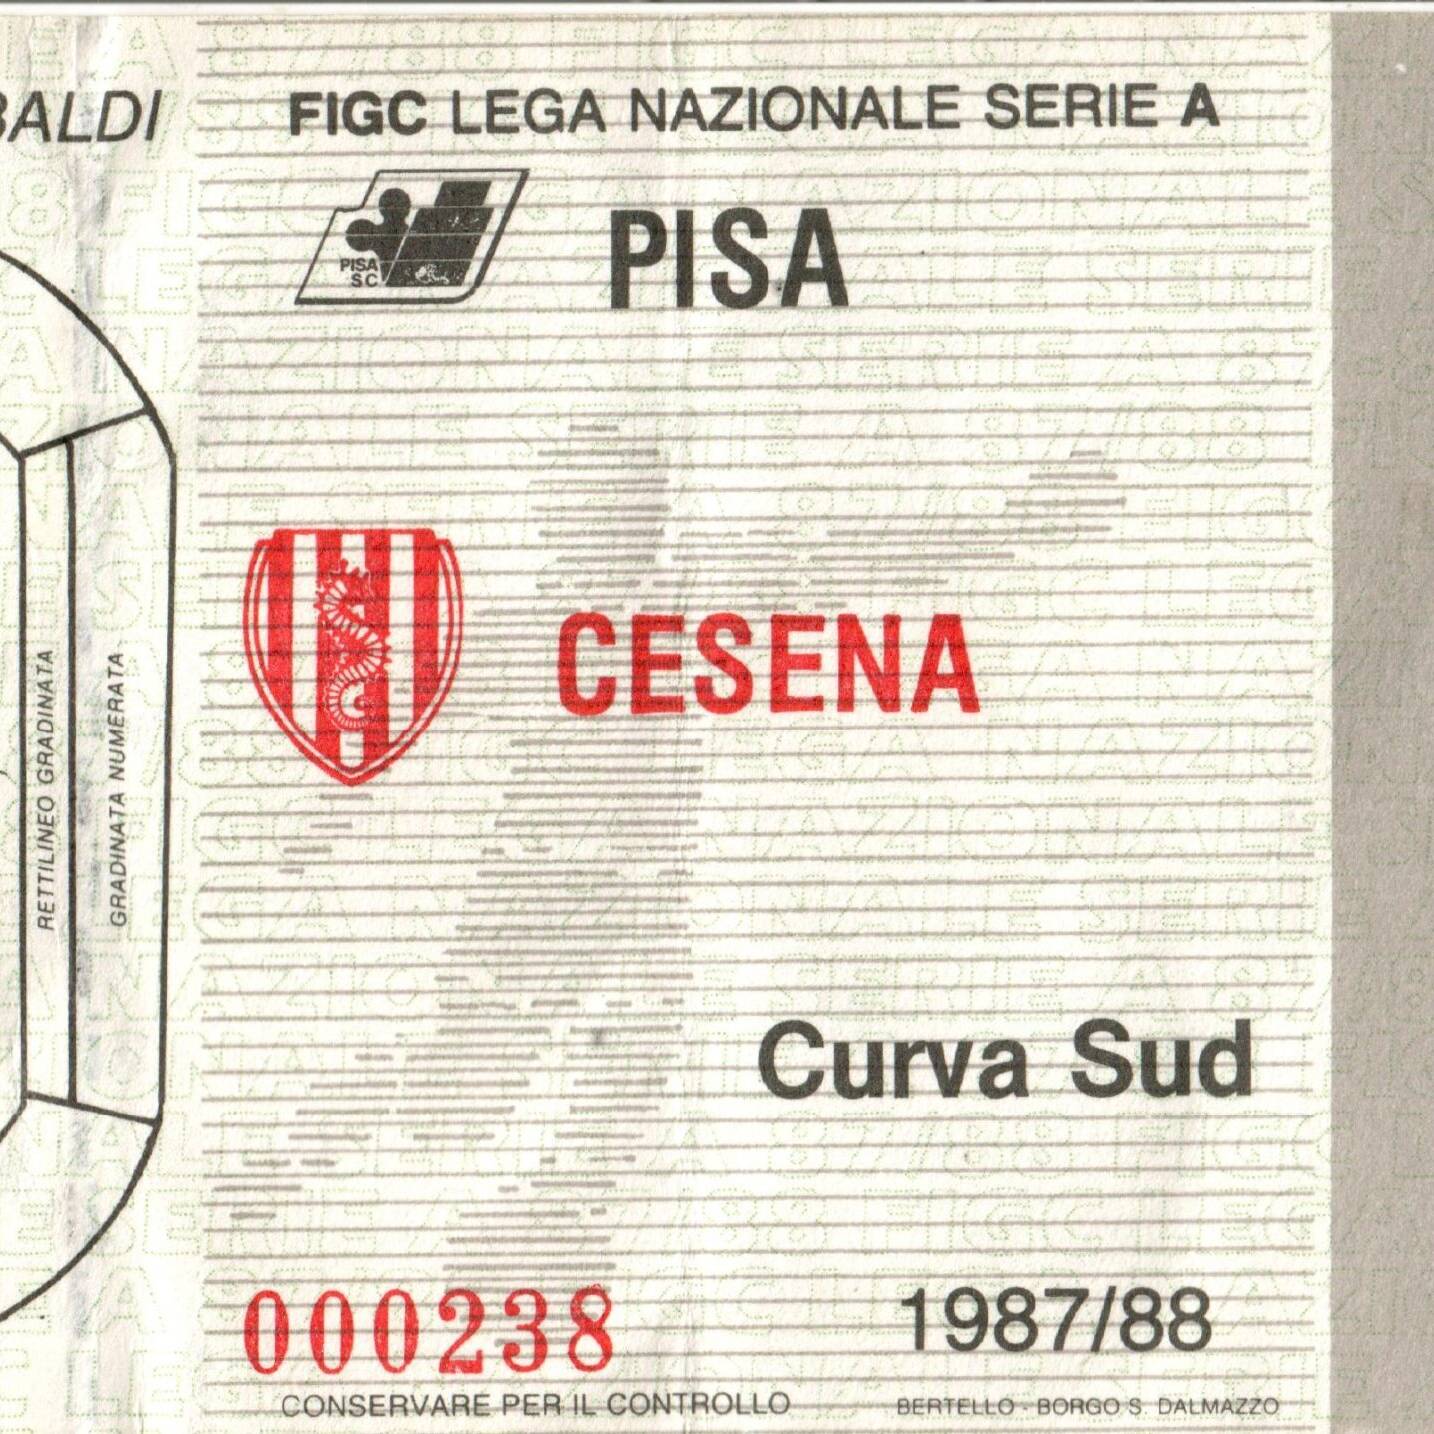 BALDI
FIGC LEGA NAZIONALE SERIE A
PISA
SC
PISA
CESENA
RETTILINEO GRADINATA
GRADINATA NUMERATA
Curva Sud
000238
1987/88
CONSERVARE PER IL CONTROLLO
BERTELLO - BORGO S. DALMAZZO